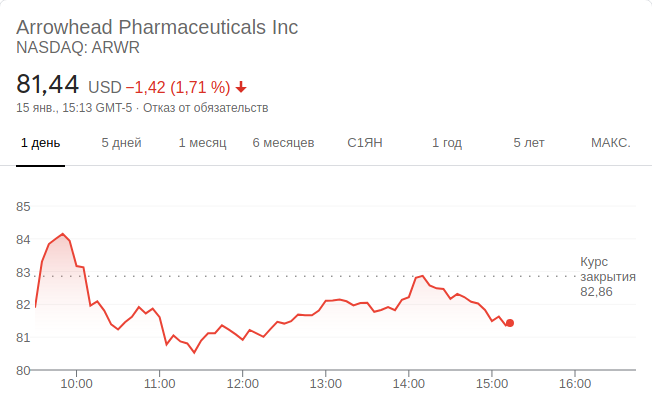 Arrowhead Pharmaceuticals Inc
NASDAQ: ARWR
81,44 USD −1,42 (1,71 %)
15 янв., 15:13 GMT-5 · Отказ от обязательств
1 день 5 дней 1 месяц 6 месяцев С1ЯН 1 год 5 лет МАКС.
85
84
83
82
81
80
Курс
закрытия
82,86
10:00 11:00 12:00 13:00 14:00 15:00 16:00